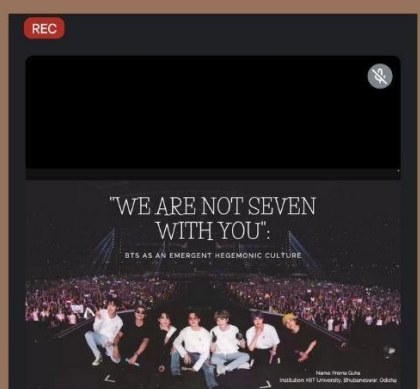 REC
"WE ARE NOT SEVEN
WITH YOU":
BTS AS AN EMERGENT HEGEMONIC CULTURE
Name: Prerna Guha
Institution: KIIT University, Bhubaneswar, Odisha